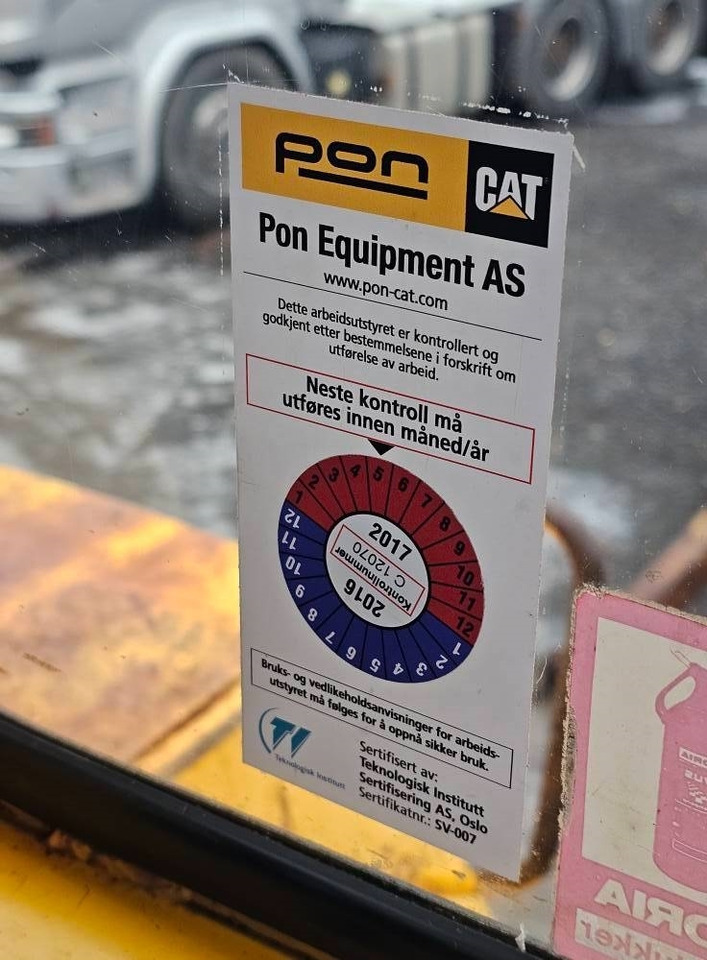 pon
CAT
Pon Equipment AS
www.pon-cat.com
Dette arbeidsutstyret er kontrollert og
godkjent etter bestemmelsene i forskrift om
utførelse av arbeid.
Neste kontroll må
utføres innen måned/år
1 2 3 4 5 6 7 8 9 10 11 12
2017
Kontrollnummer
C 12070
2016
1 2 3 4 5 6 7 8 9 10 11 12
Bruks- og vedlikeholdsanvisninger for arbeids-
utstyret må følges for å oppnå sikker bruk.
TI
Teknologisk Institutt
Sertifisert av:
Teknologisk Institutt
Sertifisering AS, Oslo
Sertifikatnr.: SV-007